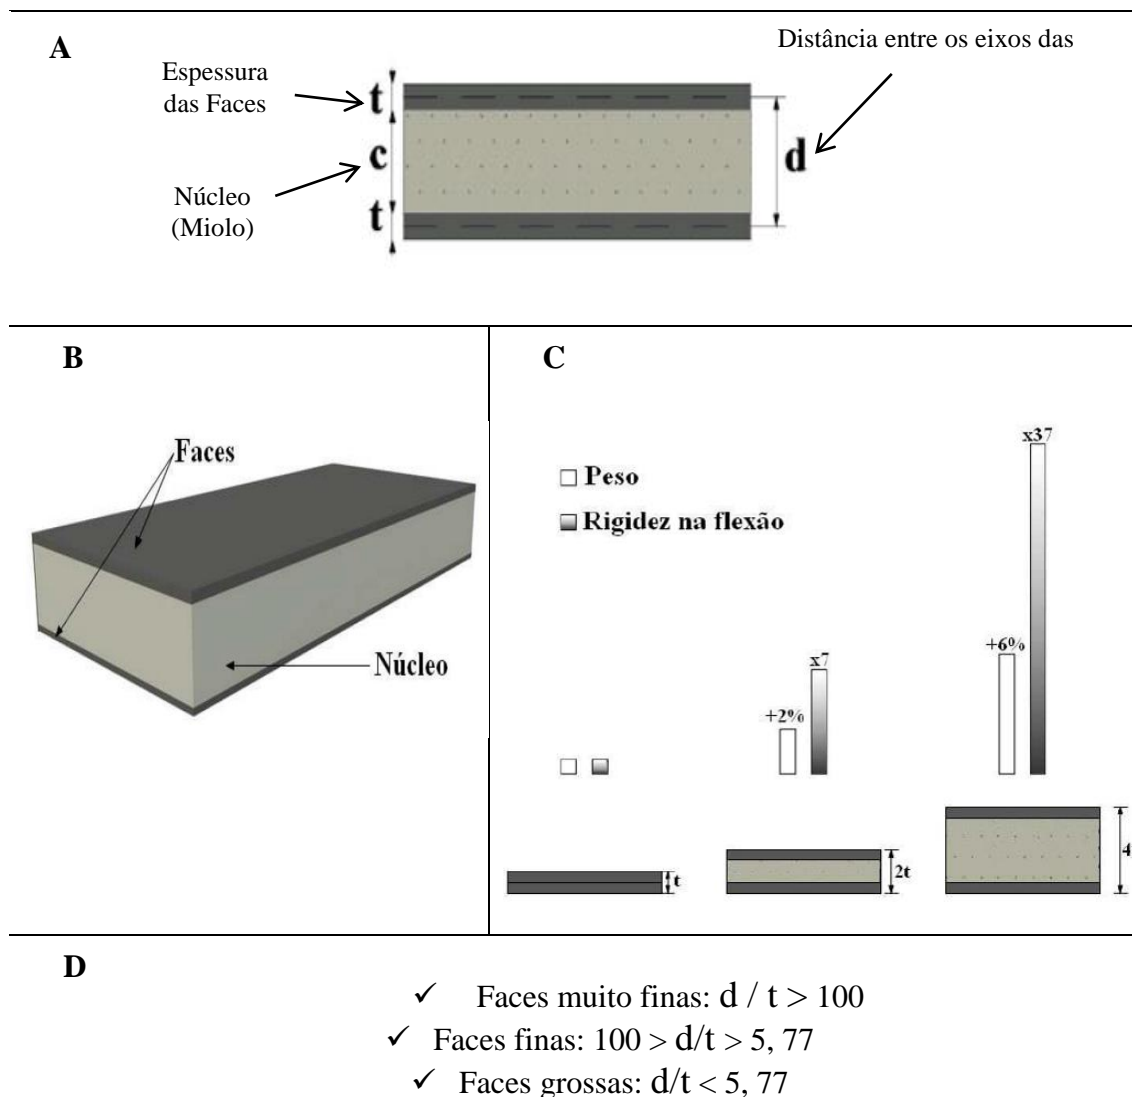 A
Distância entre os eixos das
Espessura
das Faces
t
c
t
d
Núcleo
(Miolo)
B
Faces
Núcleo
C
Peso
Rigidez na flexão
+2%
x7
+6%
x37
t
2t
4
D
✓ Faces muito finas: d / t > 100
✓ Faces finas: 100 > d/t > 5, 77
✓ Faces grossas: d/t < 5, 77